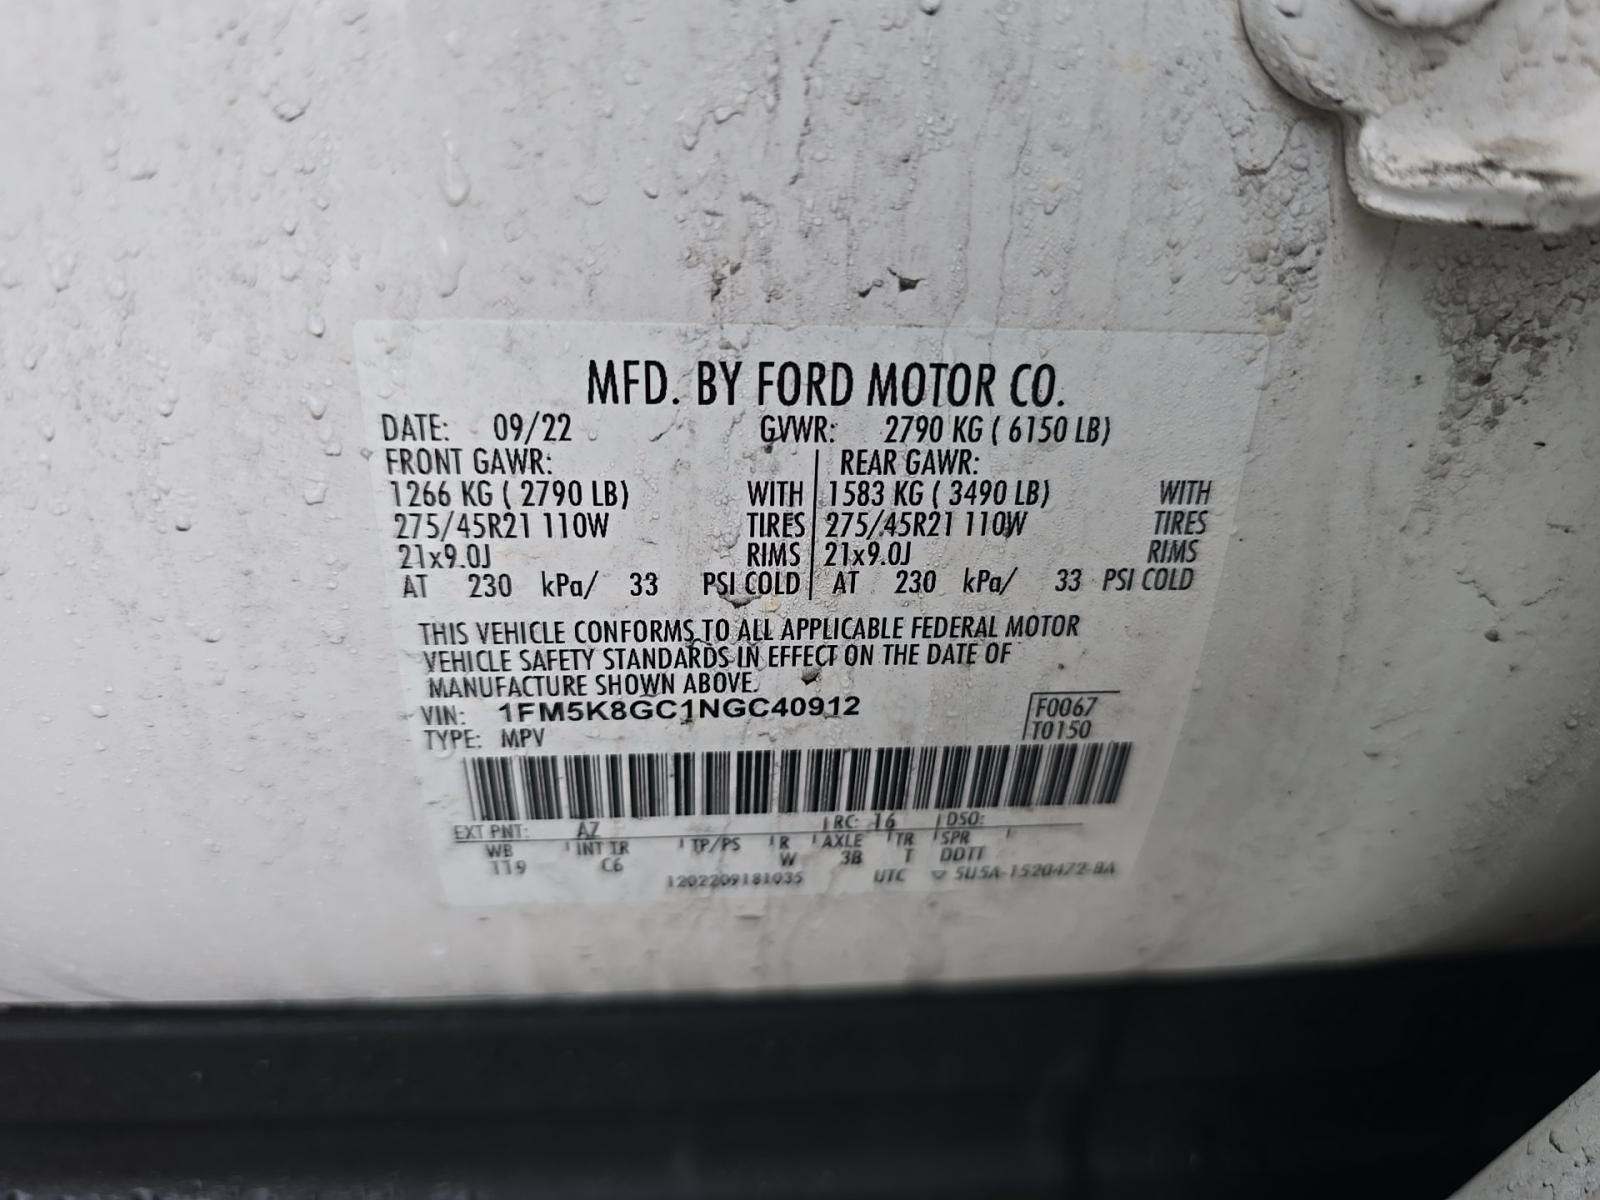 MFD. BY FORD MOTOR CO.
DATE: 09/22 GVWR: 2790 KG ( 6150 LB)
FRONT GAWR: REAR GAWR:
1266 KG ( 2790 LB) WITH 1583 KG ( 3490 LB) WITH
275/45R21 110W TIRES 275/45R21 110W TIRES
21x9.0J RIMS 21x9.0J RIMS
AT 230 kPa/ 33 PSI COLD AT 230 kPa/ 33 PSI COLD
THIS VEHICLE CONFORMS TO ALL APPLICABLE FEDERAL MOTOR
VEHICLE SAFETY STANDARDS IN EFFECT ON THE DATE OF
MANUFACTURE SHOWN ABOVE.
VIN: 1FM5K8GC1NGC40912 F0067
TYPE: MPV T0150
EXT PNT: AZ RC: 16 DSO:
WB INT TR TP/PS R AXLE TR SPR
119 C6 W 3B T DDTT
1202209181035 UTC 5U5A-1520472-BA